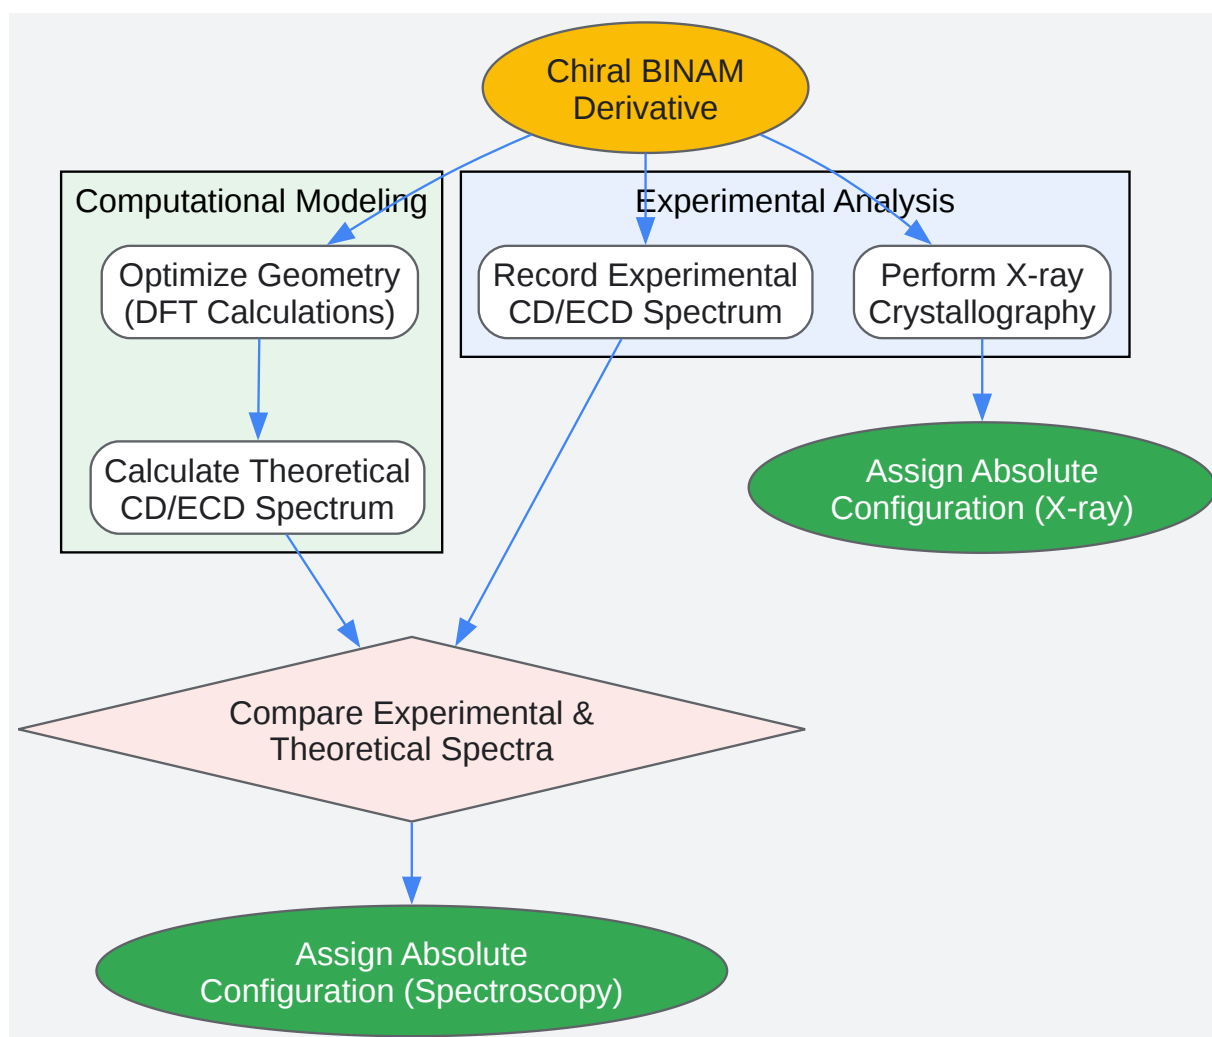 Chiral BINAM
Derivative
Computational Modeling
Experimental Analysis
Optimize Geometry
(DFT Calculations)
Record Experimental
CD/ECD Spectrum
Perform X-ray
Crystallography
Calculate Theoretical
CD/ECD Spectrum
Assign Absolute
Configuration (X-ray)
Compare Experimental &
Theoretical Spectra
Assign Absolute
Configuration (Spectroscopy)